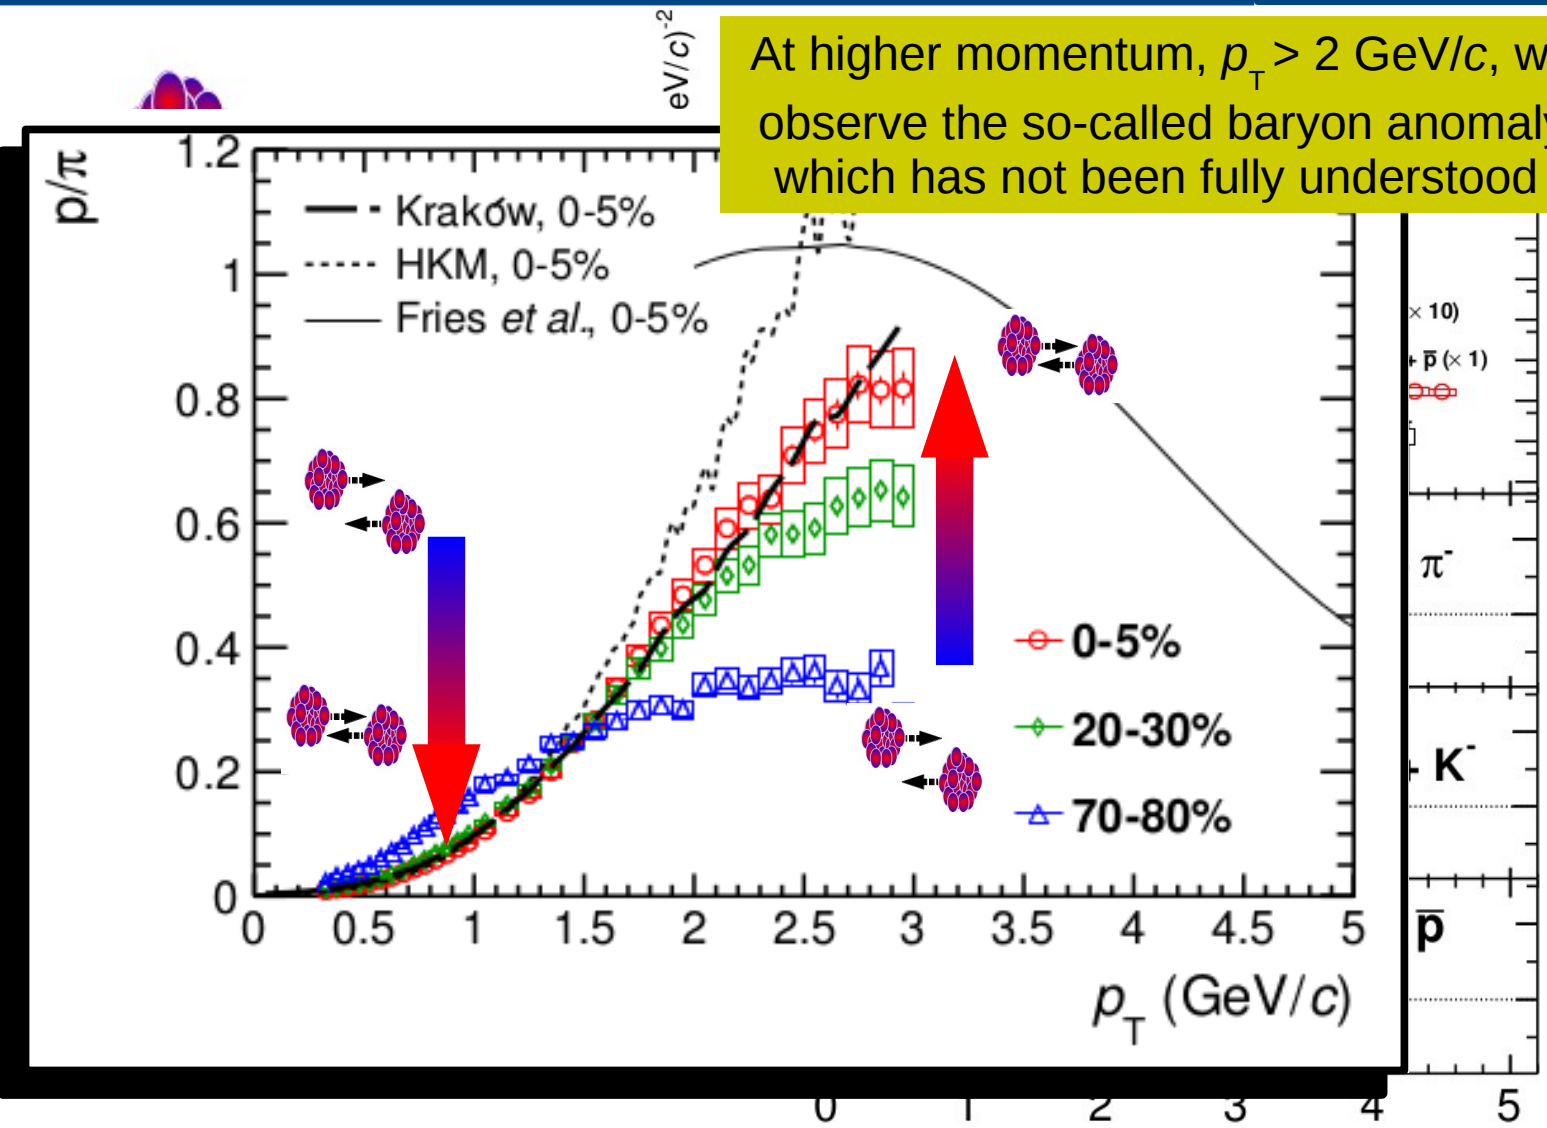 eV/c)-2
At higher momentum, pT > 2 GeV/c, w
observe the so-called baryon anomaly
which has not been fully understood
p/π
1.2
1
0.8
0.6
0.4
0.2
0
Kraków, 0-5%
HKM, 0-5%
Fries et al., 0-5%
0-5%
20-30%
70-80%
0 0.5 1 1.5 2 2.5 3 3.5 4 4.5 5
pT (GeV/c)
× 10)
+ p̅ (× 1)
π-
K-
p̅
0 1 2 3 4 5